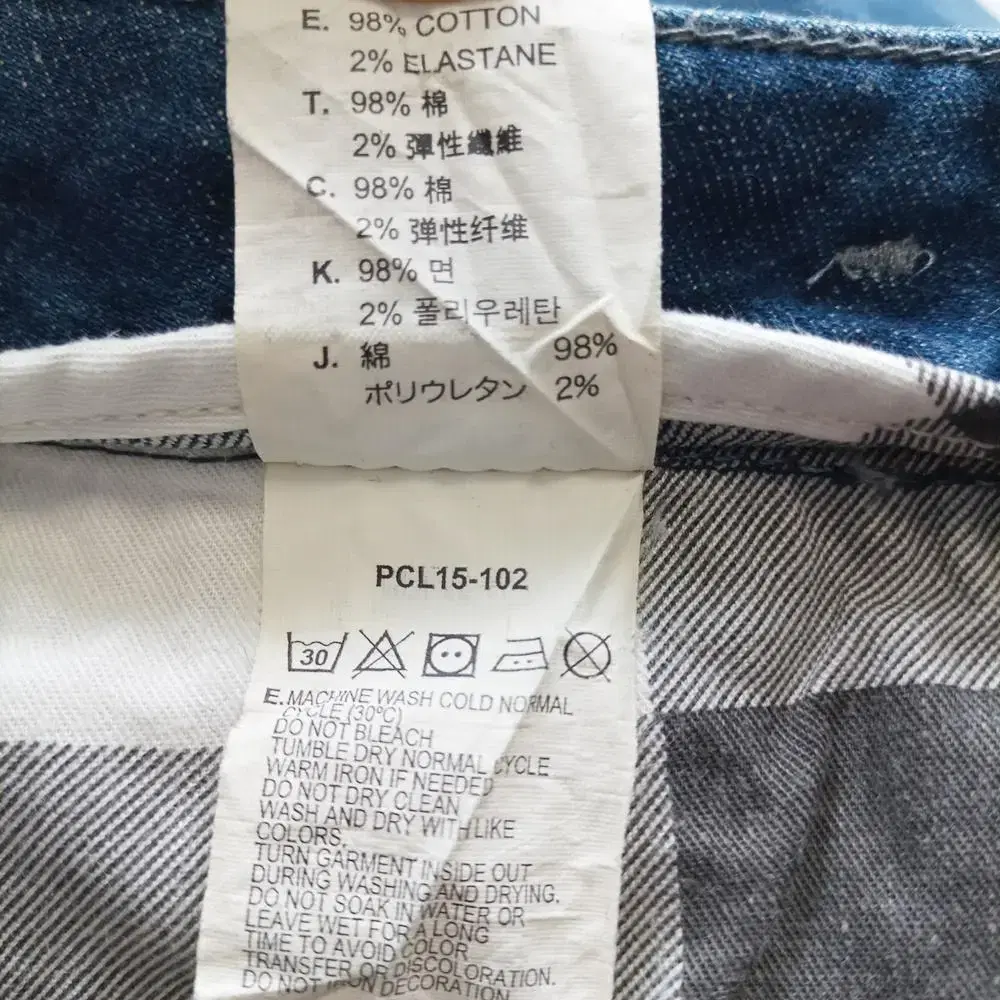 E. 98% COTTON
2% ELASTANE
T. 98% 棉
2% 彈性纖維
C. 98% 棉
2% 弹性纤维
K. 98% 면
2% 폴리우레탄
J. 綿 98%
ポリウレタン 2%
PCL15-102
30
E. MACHINE WASH COLD NORMAL
CYCLE (30°C)
DO NOT BLEACH
TUMBLE DRY NORMAL CYCLE
WARM IRON IF NEEDED
DO NOT DRY CLEAN
WASH AND DRY WITH LIKE
COLORS.
TURN GARMENT INSIDE OUT
DURING WASHING AND DRYING.
DO NOT SOAK IN WATER OR
LEAVE WET FOR A LONG
TIME TO AVOID COLOR
TRANSFER OR DISCOLORATION.
DO NOT IRON DECORATION